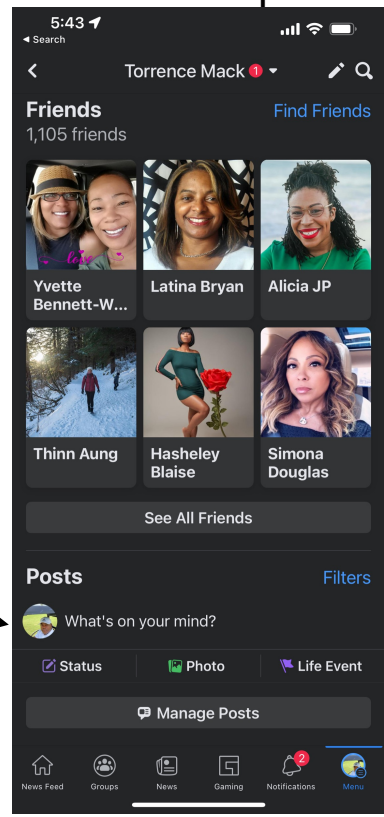 5:43
◄ Search
Torrence Mack 1
Friends
Find Friends
1,105 friends
love
Yvette
Bennett-W...
Latina Bryan
Alicia JP
Thinn Aung
Hasheley
Blaise
Simona
Douglas
See All Friends
Posts
Filters
What's on your mind?
Status
Photo
Life Event
Manage Posts
2
News Feed
Groups
News
Gaming
Notifications
Menu